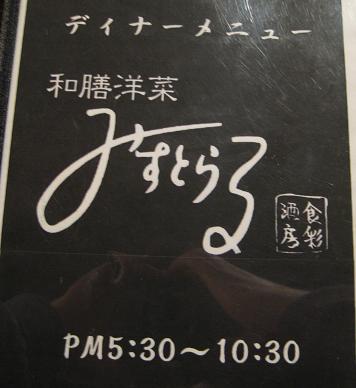 ディナーメニュー
和膳洋菜
みすとらる
食彩
酒房
PM5:30〜10:30